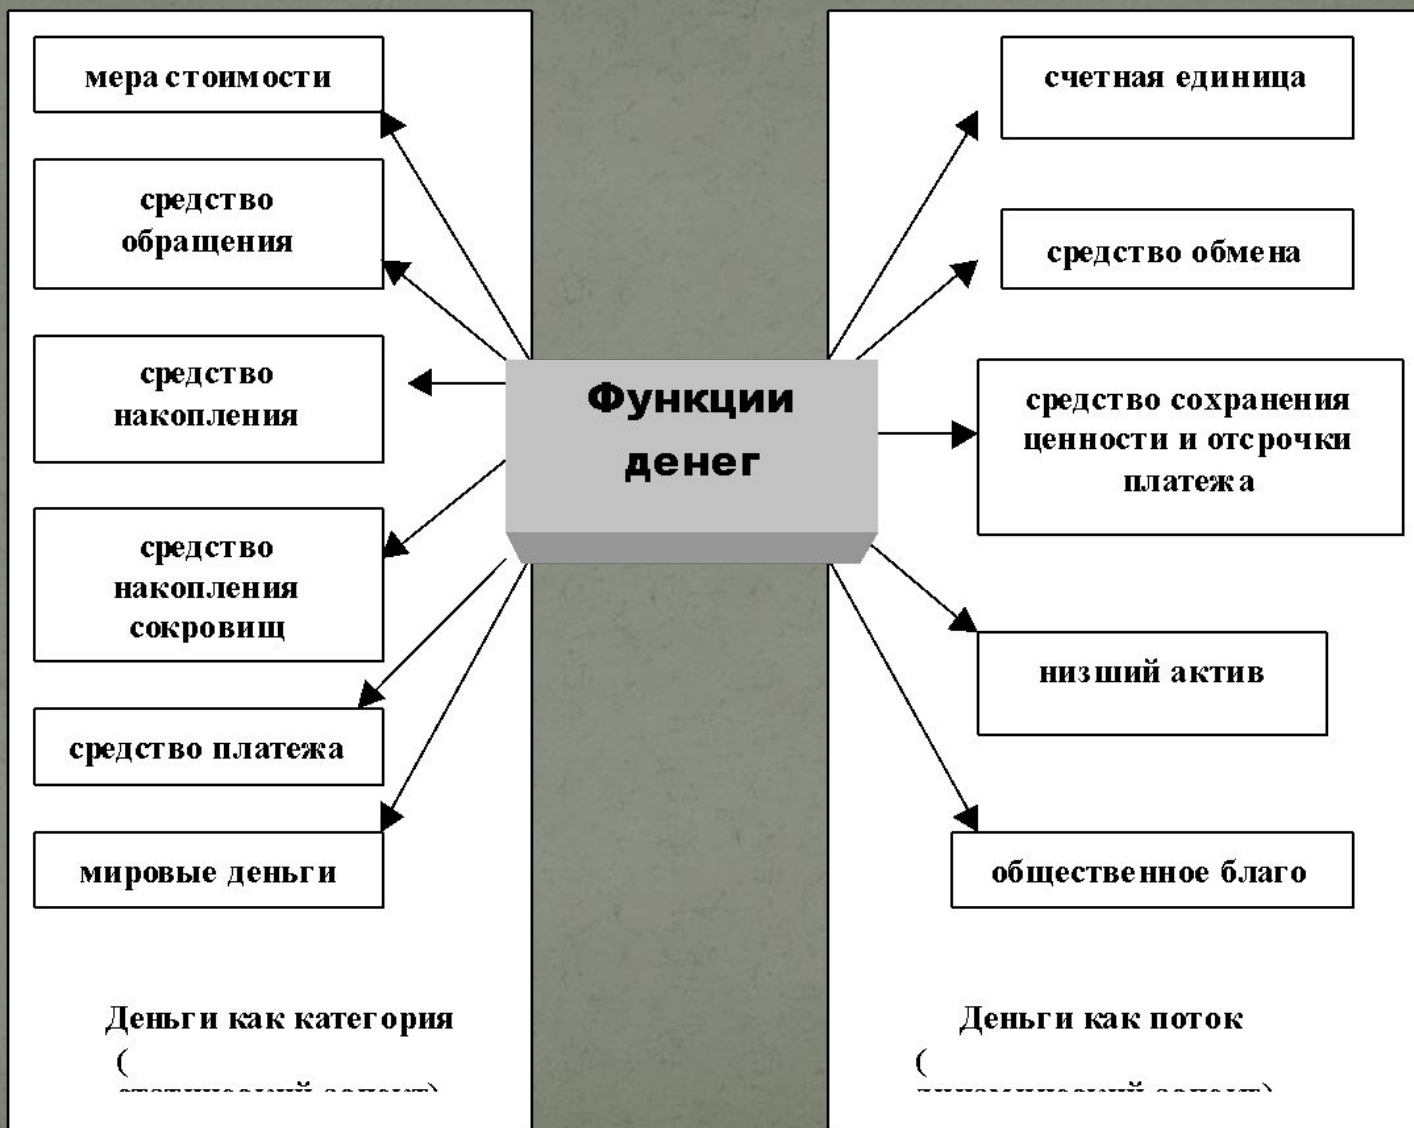 мера стоимости
средство
обращения
средство
накопления
средство
накопления
сокровищ
средство платежа
мировые деньги
Деньги как категория
(
Функции
денег
счетная единица
средство обмена
средство сохранения
ценности и отсрочки
платежа
низший актив
общественное благо
Деньги как поток
(